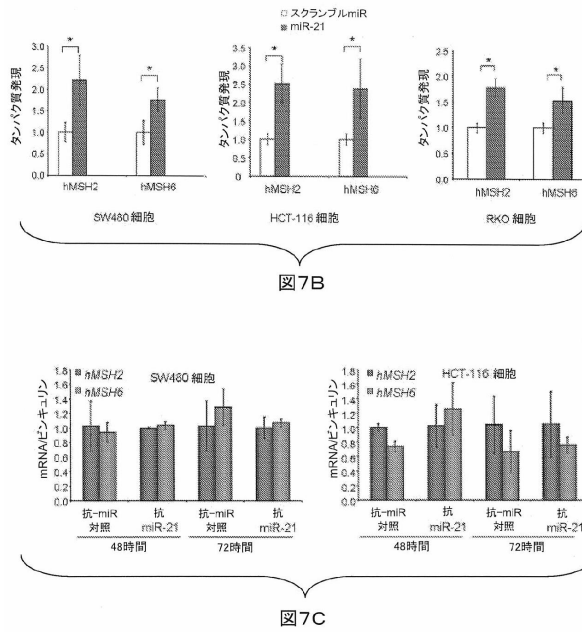 スクランブルmiR
miR-21
タンパク質発現
3.0
2.5
2.0
1.5
1.0
0.5
0.0
*
*
hMSH2
hMSH6
SW480 細胞
タンパク質発現
3.5
3.0
2.5
2.0
1.5
1.0
0.5
0
*
*
hMSH2
hMSH6
HCT-116 細胞
タンパク質発現
2.5
2.0
1.5
1.0
0.5
0.0
*
*
hMSH2
hMSH6
RKO 細胞
図7B
mRNA/ビンキュリン
1.8
1.6
1.4
1.2
1.0
0.8
0.6
0.4
0.2
0.0
hMSH2
hMSH6
SW480 細胞
抗-miR 対照
抗 miR-21
抗-miR 対照
抗 miR-21
48時間
72時間
mRNA/ビンキュリン
1.8
1.6
1.4
1.2
1.0
0.8
0.6
0.4
0.2
0.0
hMSH2
hMSH6
HCT-116 細胞
抗-miR 対照
抗 miR-21
抗-miR 対照
抗 miR-21
48時間
72時間
図7C